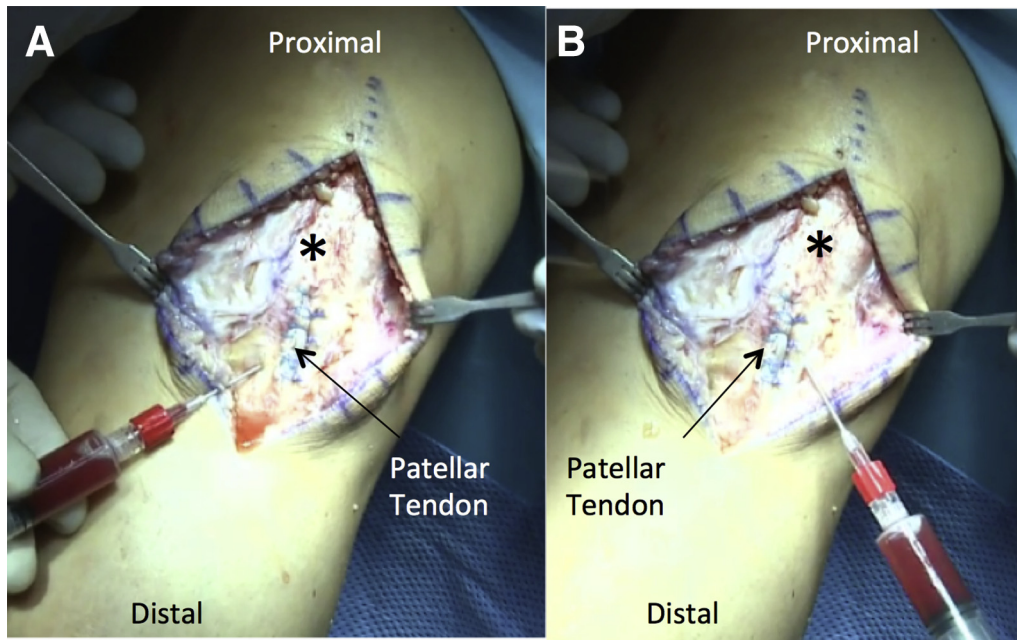 A
Proximal
*
Patellar
Tendon
Distal
B
Proximal
*
Patellar
Tendon
Distal